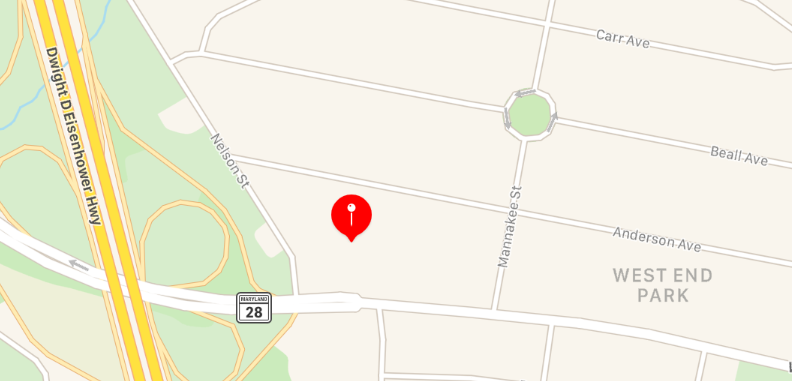 Carr Ave
Dwight D Eisenhower Hwy
Nelson St
Beall Ave
Mannakee St
Anderson Ave
WEST END
PARK
MARYLAND
28